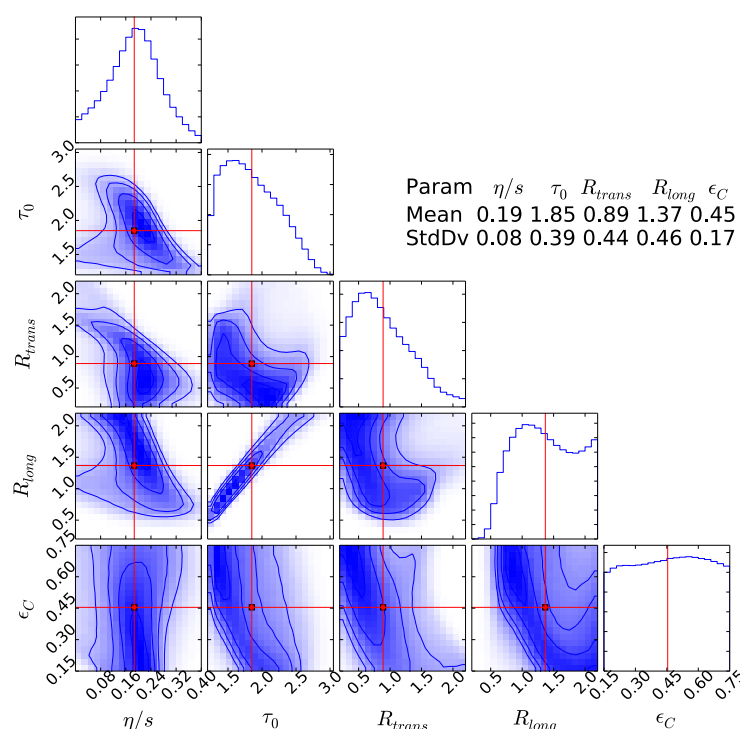 Param η/s τ0 Rtrans Rlong ϵC
Mean 0.19 1.85 0.89 1.37 0.45
StdDv 0.08 0.39 0.44 0.46 0.17
τ0
3.0
2.5
2.0
1.5
Rtrans
2.0
1.5
1.0
0.5
Rlong
2.0
1.5
1.0
0.5
ϵC
0.75
0.60
0.45
0.30
0.15
0.08 0.16 0.24 0.32 0.40
1.5 2.0 2.5 3.0
0.5 1.0 1.5 2.0
0.5 1.0 1.5 2.0
0.15 0.30 0.45 0.60 0.75
η/s τ0 Rtrans Rlong ϵC